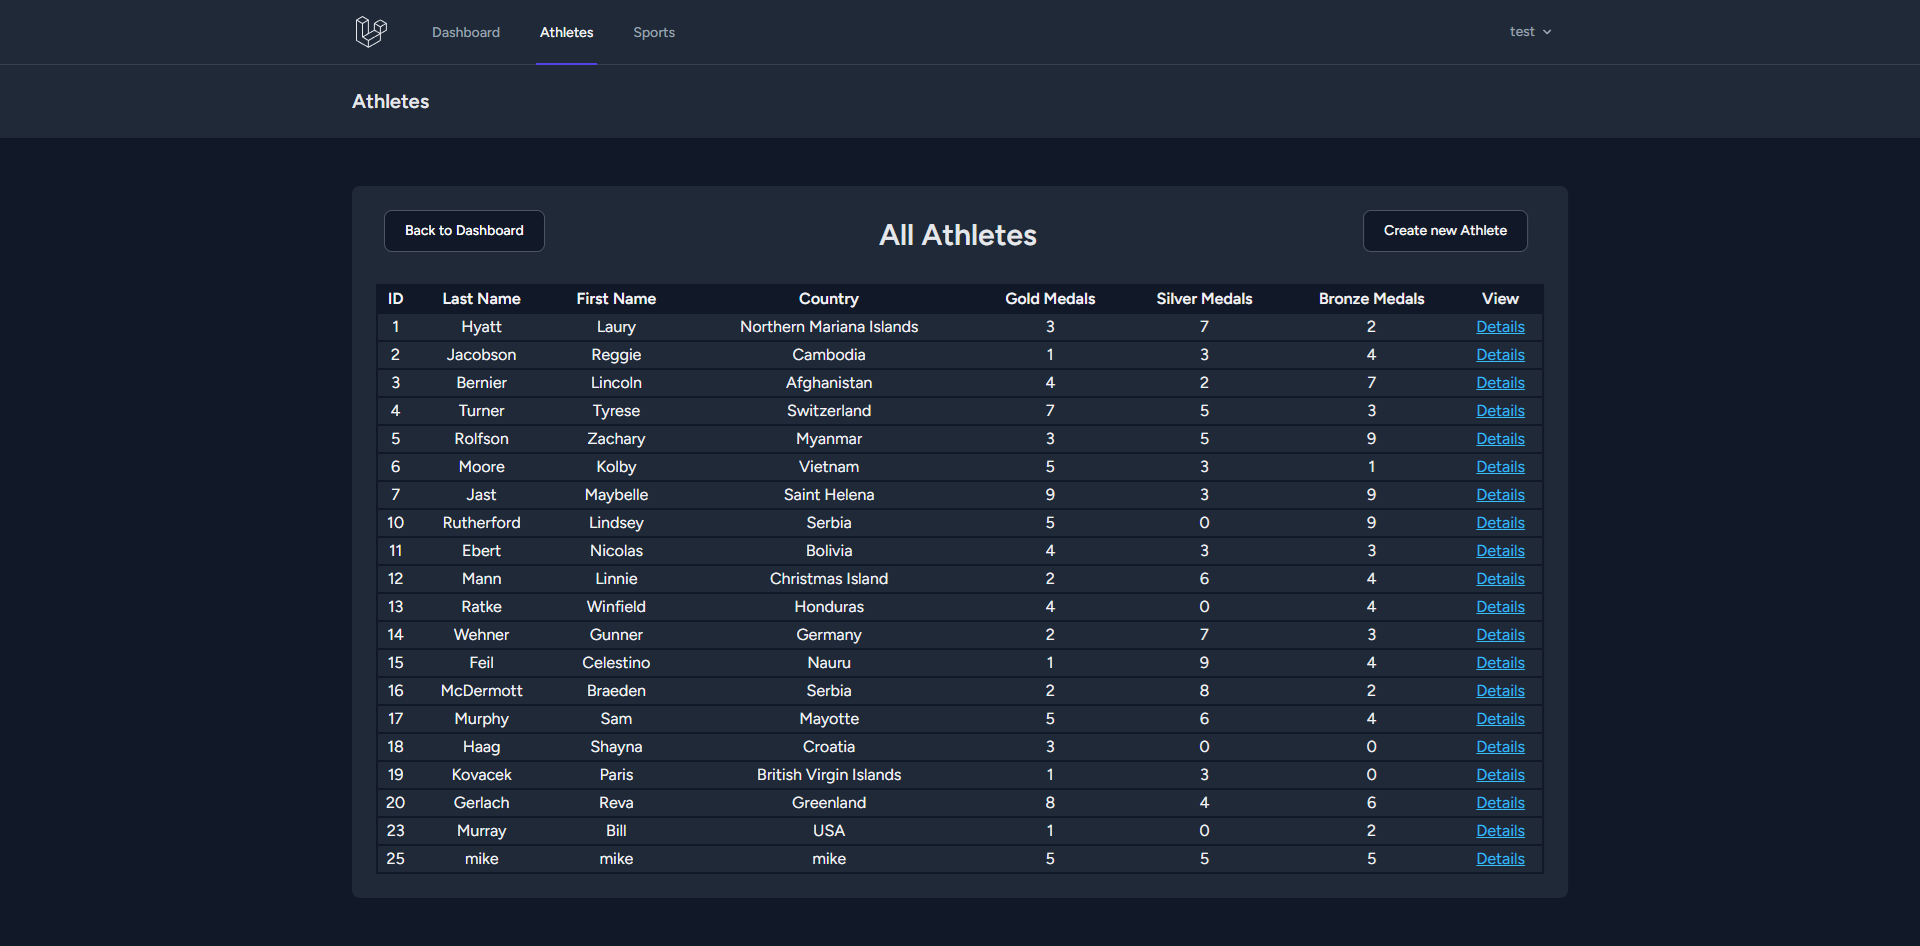 Dashboard Athletes Sports test
Athletes
Back to Dashboard All Athletes Create new Athlete
ID Last Name First Name Country Gold Medals Silver Medals Bronze Medals View
1 Hyatt Laury Northern Mariana Islands 3 7 2 Details
2 Jacobson Reggie Cambodia 1 3 4 Details
3 Bernier Lincoln Afghanistan 4 2 7 Details
4 Turner Tyrese Switzerland 7 5 3 Details
5 Rolfson Zachary Myanmar 3 5 9 Details
6 Moore Kolby Vietnam 5 3 1 Details
7 Jast Maybelle Saint Helena 9 3 9 Details
10 Rutherford Lindsey Serbia 5 0 9 Details
11 Ebert Nicolas Bolivia 4 3 3 Details
12 Mann Linnie Christmas Island 2 6 4 Details
13 Ratke Winfield Honduras 4 0 4 Details
14 Wehner Gunner Germany 2 7 3 Details
15 Feil Celestino Nauru 1 9 4 Details
16 McDermott Braeden Serbia 2 8 2 Details
17 Murphy Sam Mayotte 5 6 4 Details
18 Haag Shayna Croatia 3 0 0 Details
19 Kovacek Paris British Virgin Islands 1 3 0 Details
20 Gerlach Reva Greenland 8 4 6 Details
23 Murray Bill USA 1 0 2 Details
25 mike mike mike 5 5 5 Details